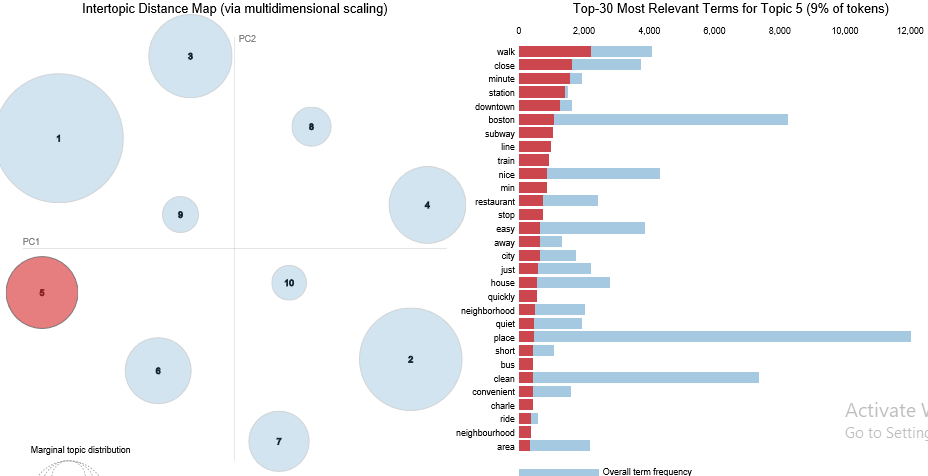 Intertopic Distance Map (via multidimensional scaling)
PC2
3
8
1
4
9
PC1
5
10
2
6
7
Marginal topic distribution
Top-30 Most Relevant Terms for Topic 5 (9% of tokens)
0 2,000 4,000 6,000 8,000 10,000 12,000
walk
close
minute
station
downtown
boston
subway
line
train
nice
min
restaurant
stop
easy
away
city
just
house
quickly
neighborhood
quiet
place
short
bus
clean
convenient
charle
ride
neighbourhood
area
Overall term frequency
Activate
Go to Setting